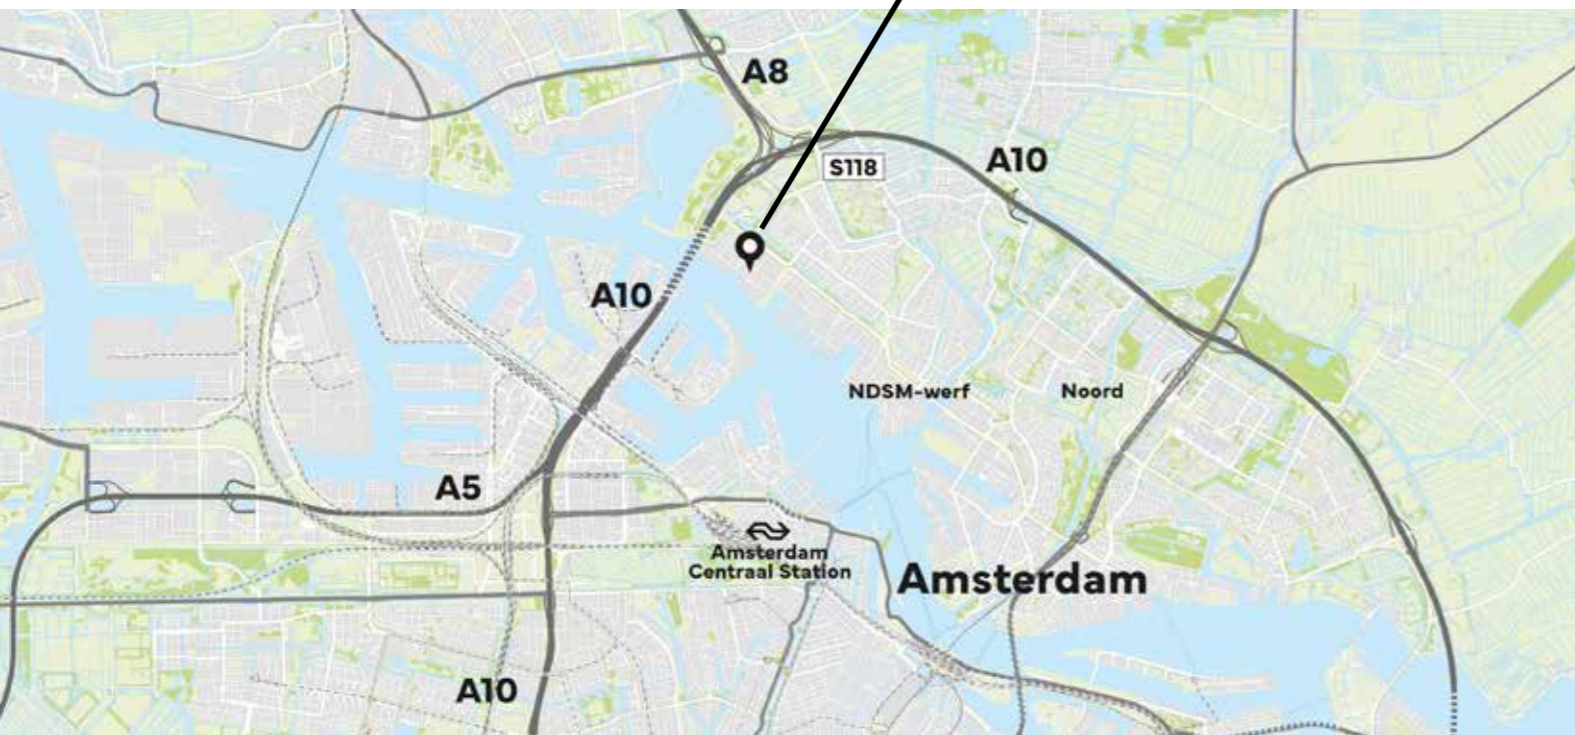 A8
S118
A10
A10
NDSM-werf
Noord
A5
Amsterdam
Centraal Station
Amsterdam
A10